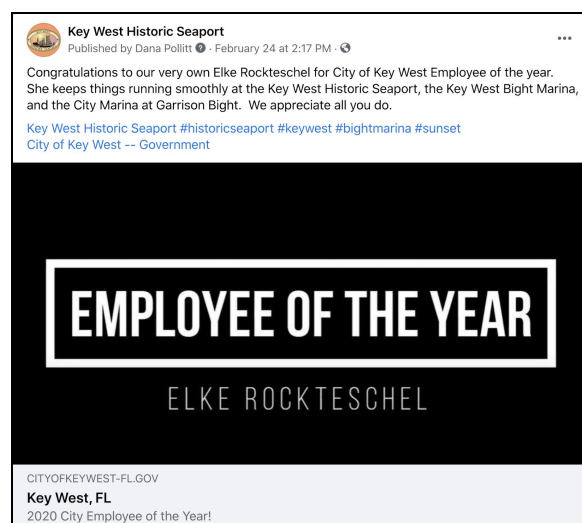 Key West Historic Seaport
Published by Dana Pollitt · February 24 at 2:17 PM ·
Congratulations to our very own Elke Rockteschel for City of Key West Employee of the year.
She keeps things running smoothly at the Key West Historic Seaport, the Key West Bight Marina,
and the City Marina at Garrison Bight.  We appreciate all you do.
Key West Historic Seaport #historicseaport #keywest #bightmarina #sunset
City of Key West -- Government
EMPLOYEE OF THE YEAR
ELKE ROCKTESCHEL
CITYOFKEYWEST-FL.GOV
Key West, FL
2020 City Employee of the Year!